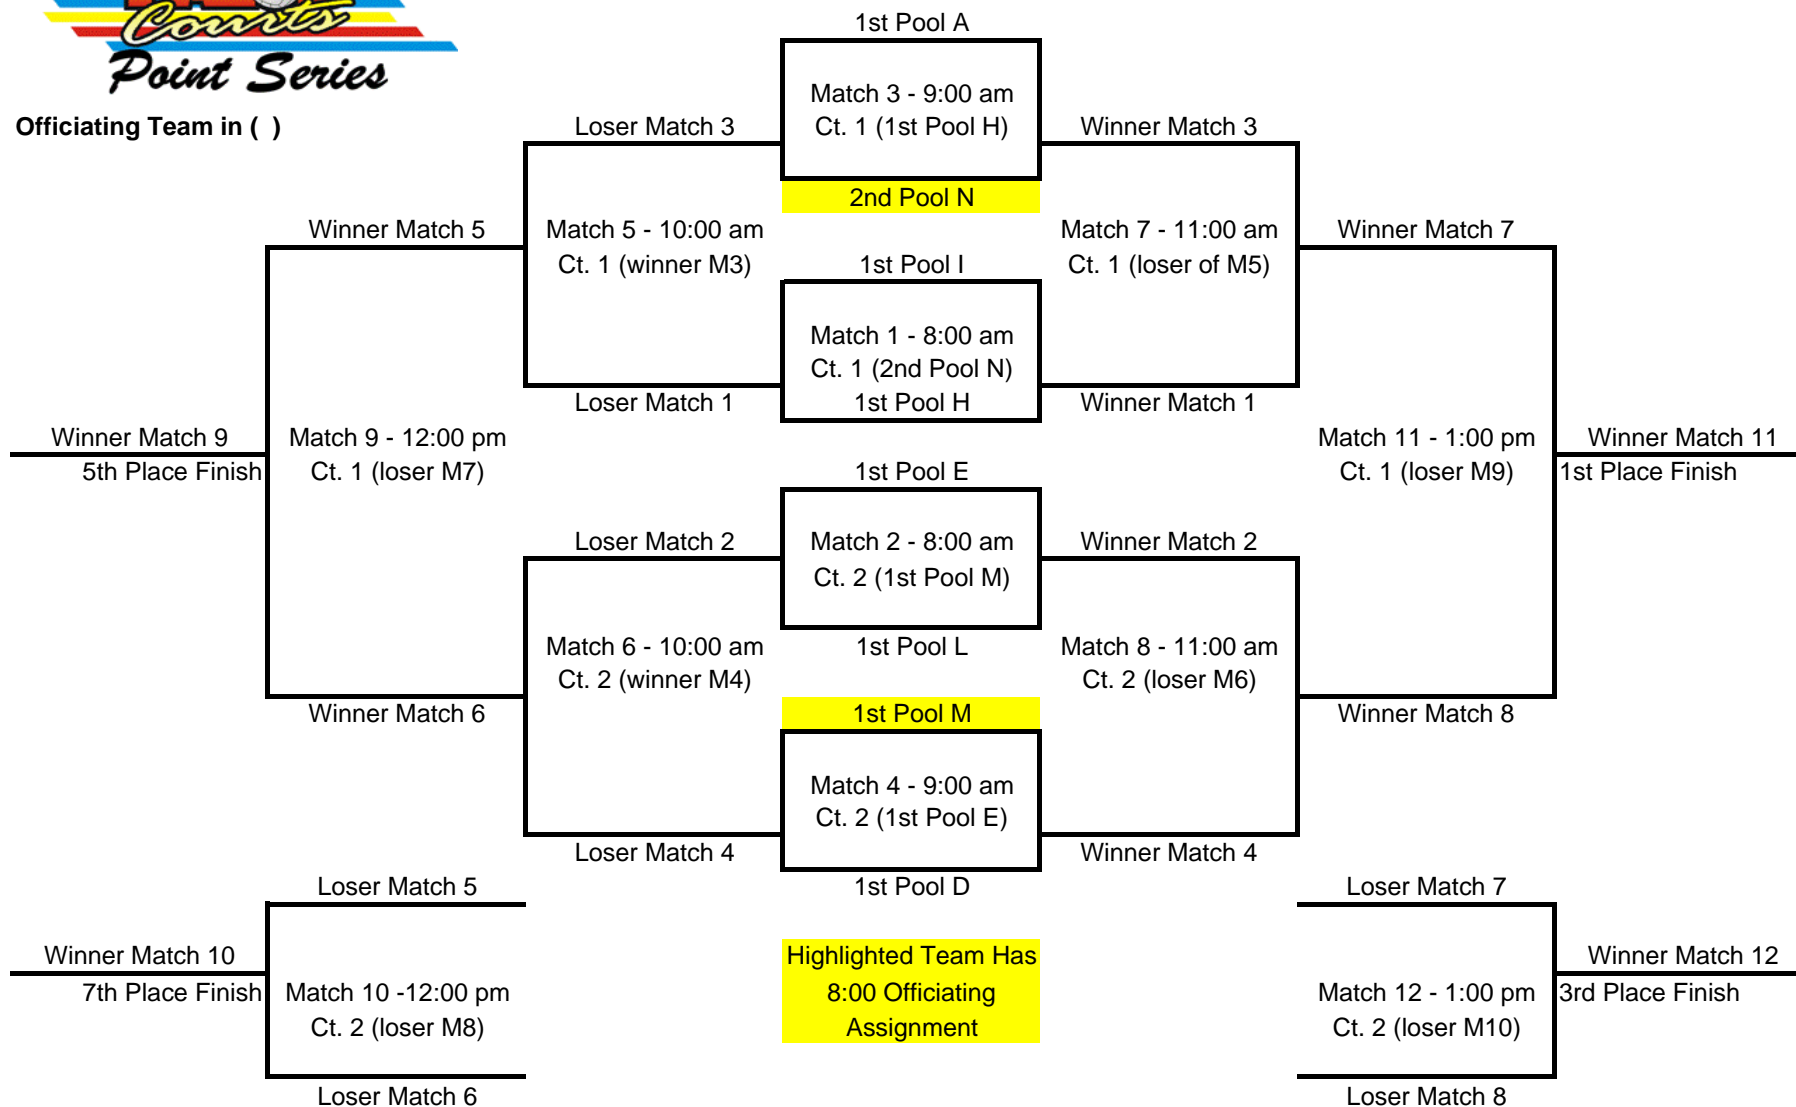 Courts
Point Series
Officiating Team in ( )
1st Pool A
Match 3 - 9:00 am
Ct. 1 (1st Pool H)
Loser Match 3
Winner Match 3
2nd Pool N
Winner Match 5
Match 5 - 10:00 am
Ct. 1 (winner M3)
Match 7 - 11:00 am
Ct. 1 (loser of M5)
Winner Match 7
1st Pool I
Match 1 - 8:00 am
Ct. 1 (2nd Pool N)
1st Pool H
Loser Match 1
Winner Match 1
Winner Match 9
5th Place Finish
Match 9 - 12:00 pm
Ct. 1 (loser M7)
Match 11 - 1:00 pm
Ct. 1 (loser M9)
Winner Match 11
1st Place Finish
1st Pool E
Loser Match 2
Match 2 - 8:00 am
Ct. 2 (1st Pool M)
Winner Match 2
1st Pool L
Match 6 - 10:00 am
Ct. 2 (winner M4)
Match 8 - 11:00 am
Ct. 2 (loser M6)
Winner Match 6
1st Pool M
Winner Match 8
Match 4 - 9:00 am
Ct. 2 (1st Pool E)
Loser Match 4
Winner Match 4
1st Pool D
Loser Match 5
Loser Match 7
Winner Match 10
7th Place Finish
Match 10 -12:00 pm
Ct. 2 (loser M8)
Highlighted Team Has
8:00 Officiating
Assignment
Match 12 - 1:00 pm
Ct. 2 (loser M10)
Winner Match 12
3rd Place Finish
Loser Match 6
Loser Match 8